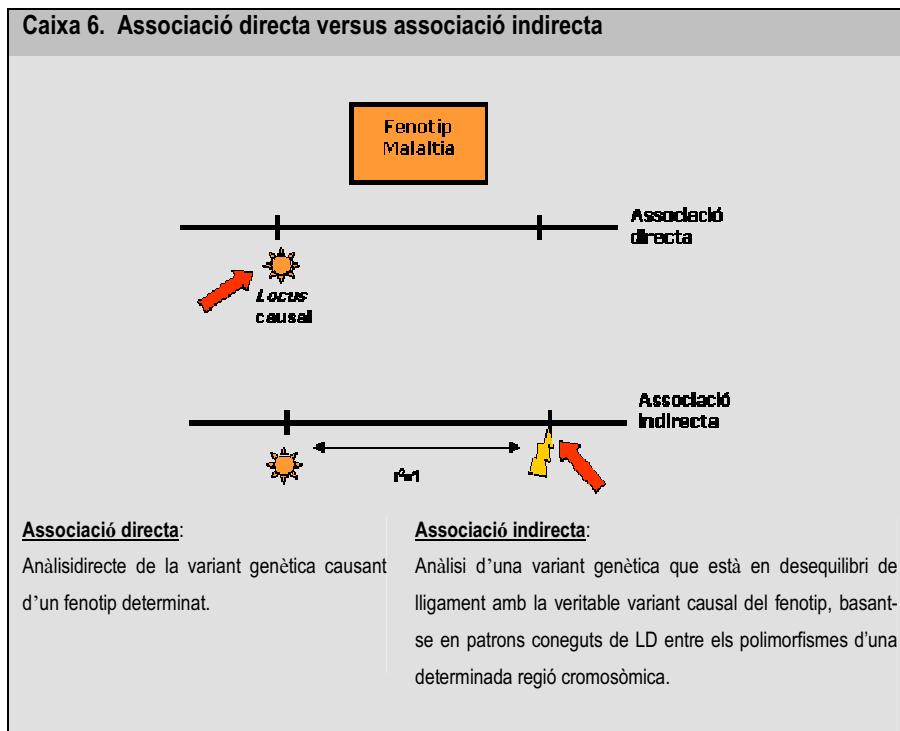 Caixa 6. Associació directa versus associació indirecta
Fenotip
Malaltia
Associació
directa
Locus
causal
Associació
indirecta
Associació directa:
Anàlisidirecte de la variant genètica causant
d'un fenotip determinat.
Associació indirecta:
Anàlisi d'una variant genètica que està en desequilibri de
lligament amb la veritable variant causal del fenotip, basant-
se en patrons coneguts de LD entre els polimorfismes d'una
determinada regió cromosòmica.